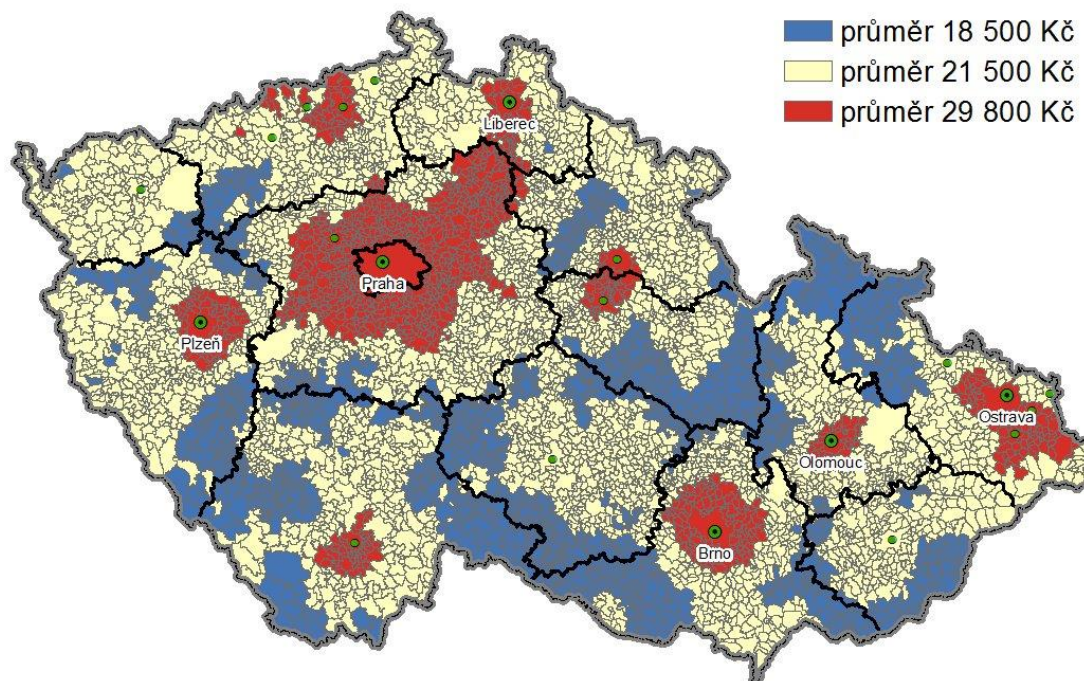 průměr 18 500 Kč
průměr 21 500 Kč
průměr 29 800 Kč
Liberec
Praha
Plzeň
Ostrava
Olomouc
Brno